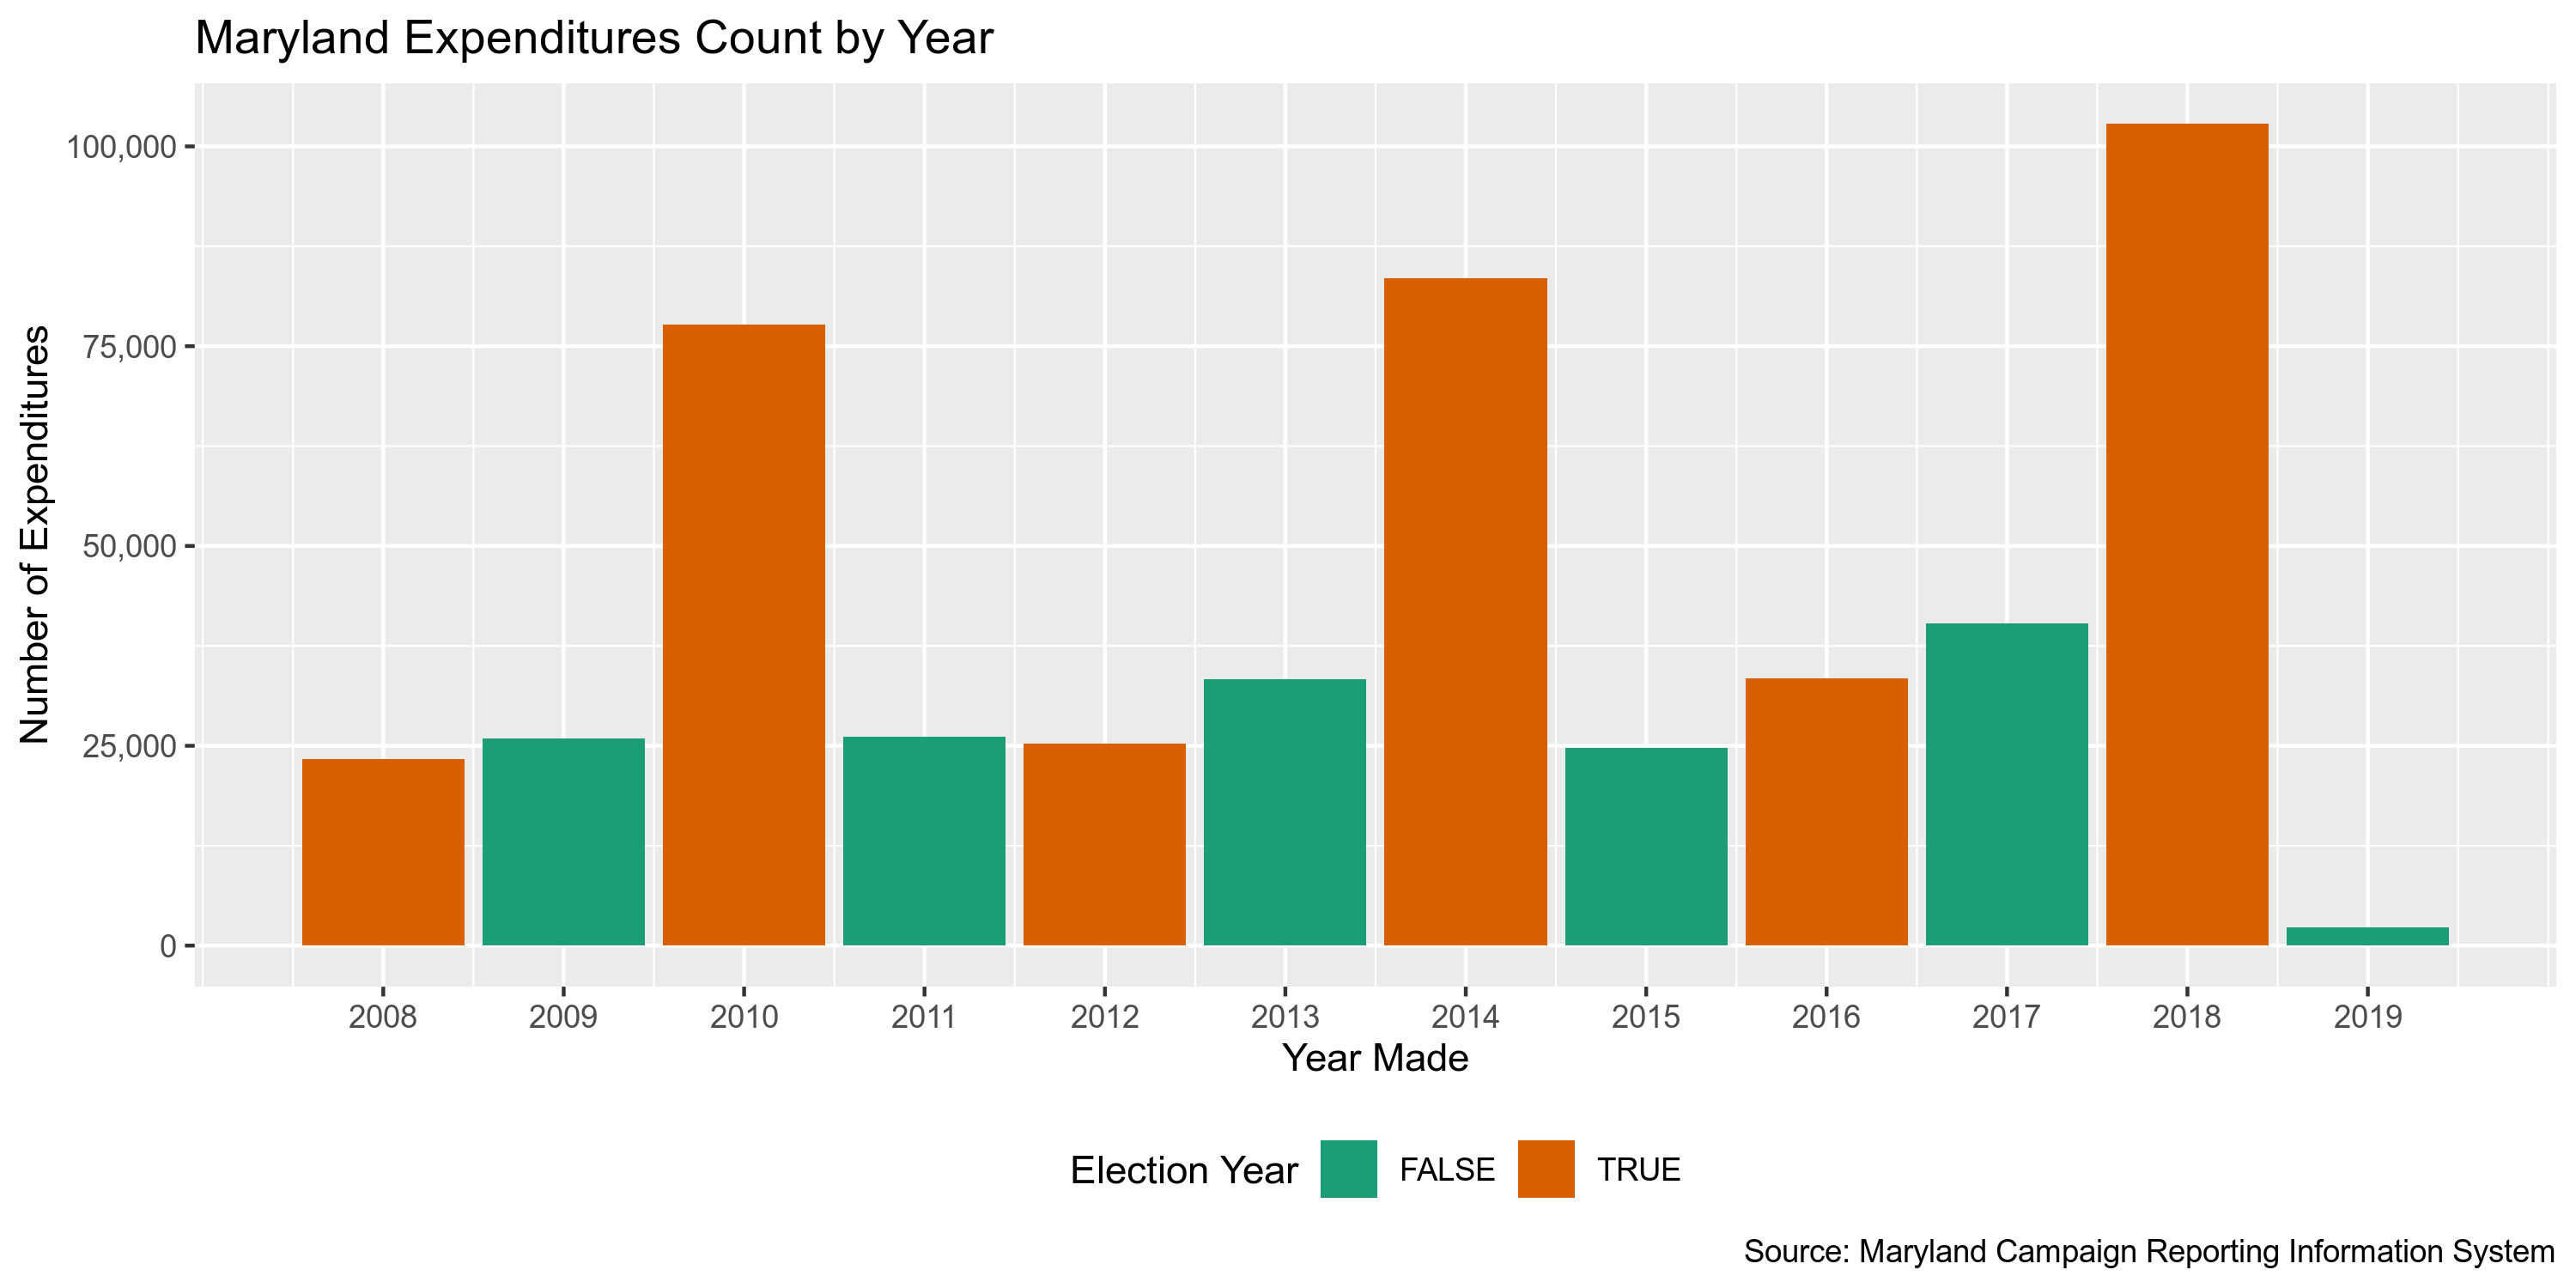 Maryland Expenditures Count by Year
Number of Expenditures
100,000
75,000
50,000
25,000
0
2008 2009 2010 2011 2012 2013 2014 2015 2016 2017 2018 2019
Year Made
Election Year FALSE TRUE
Source: Maryland Campaign Reporting Information System